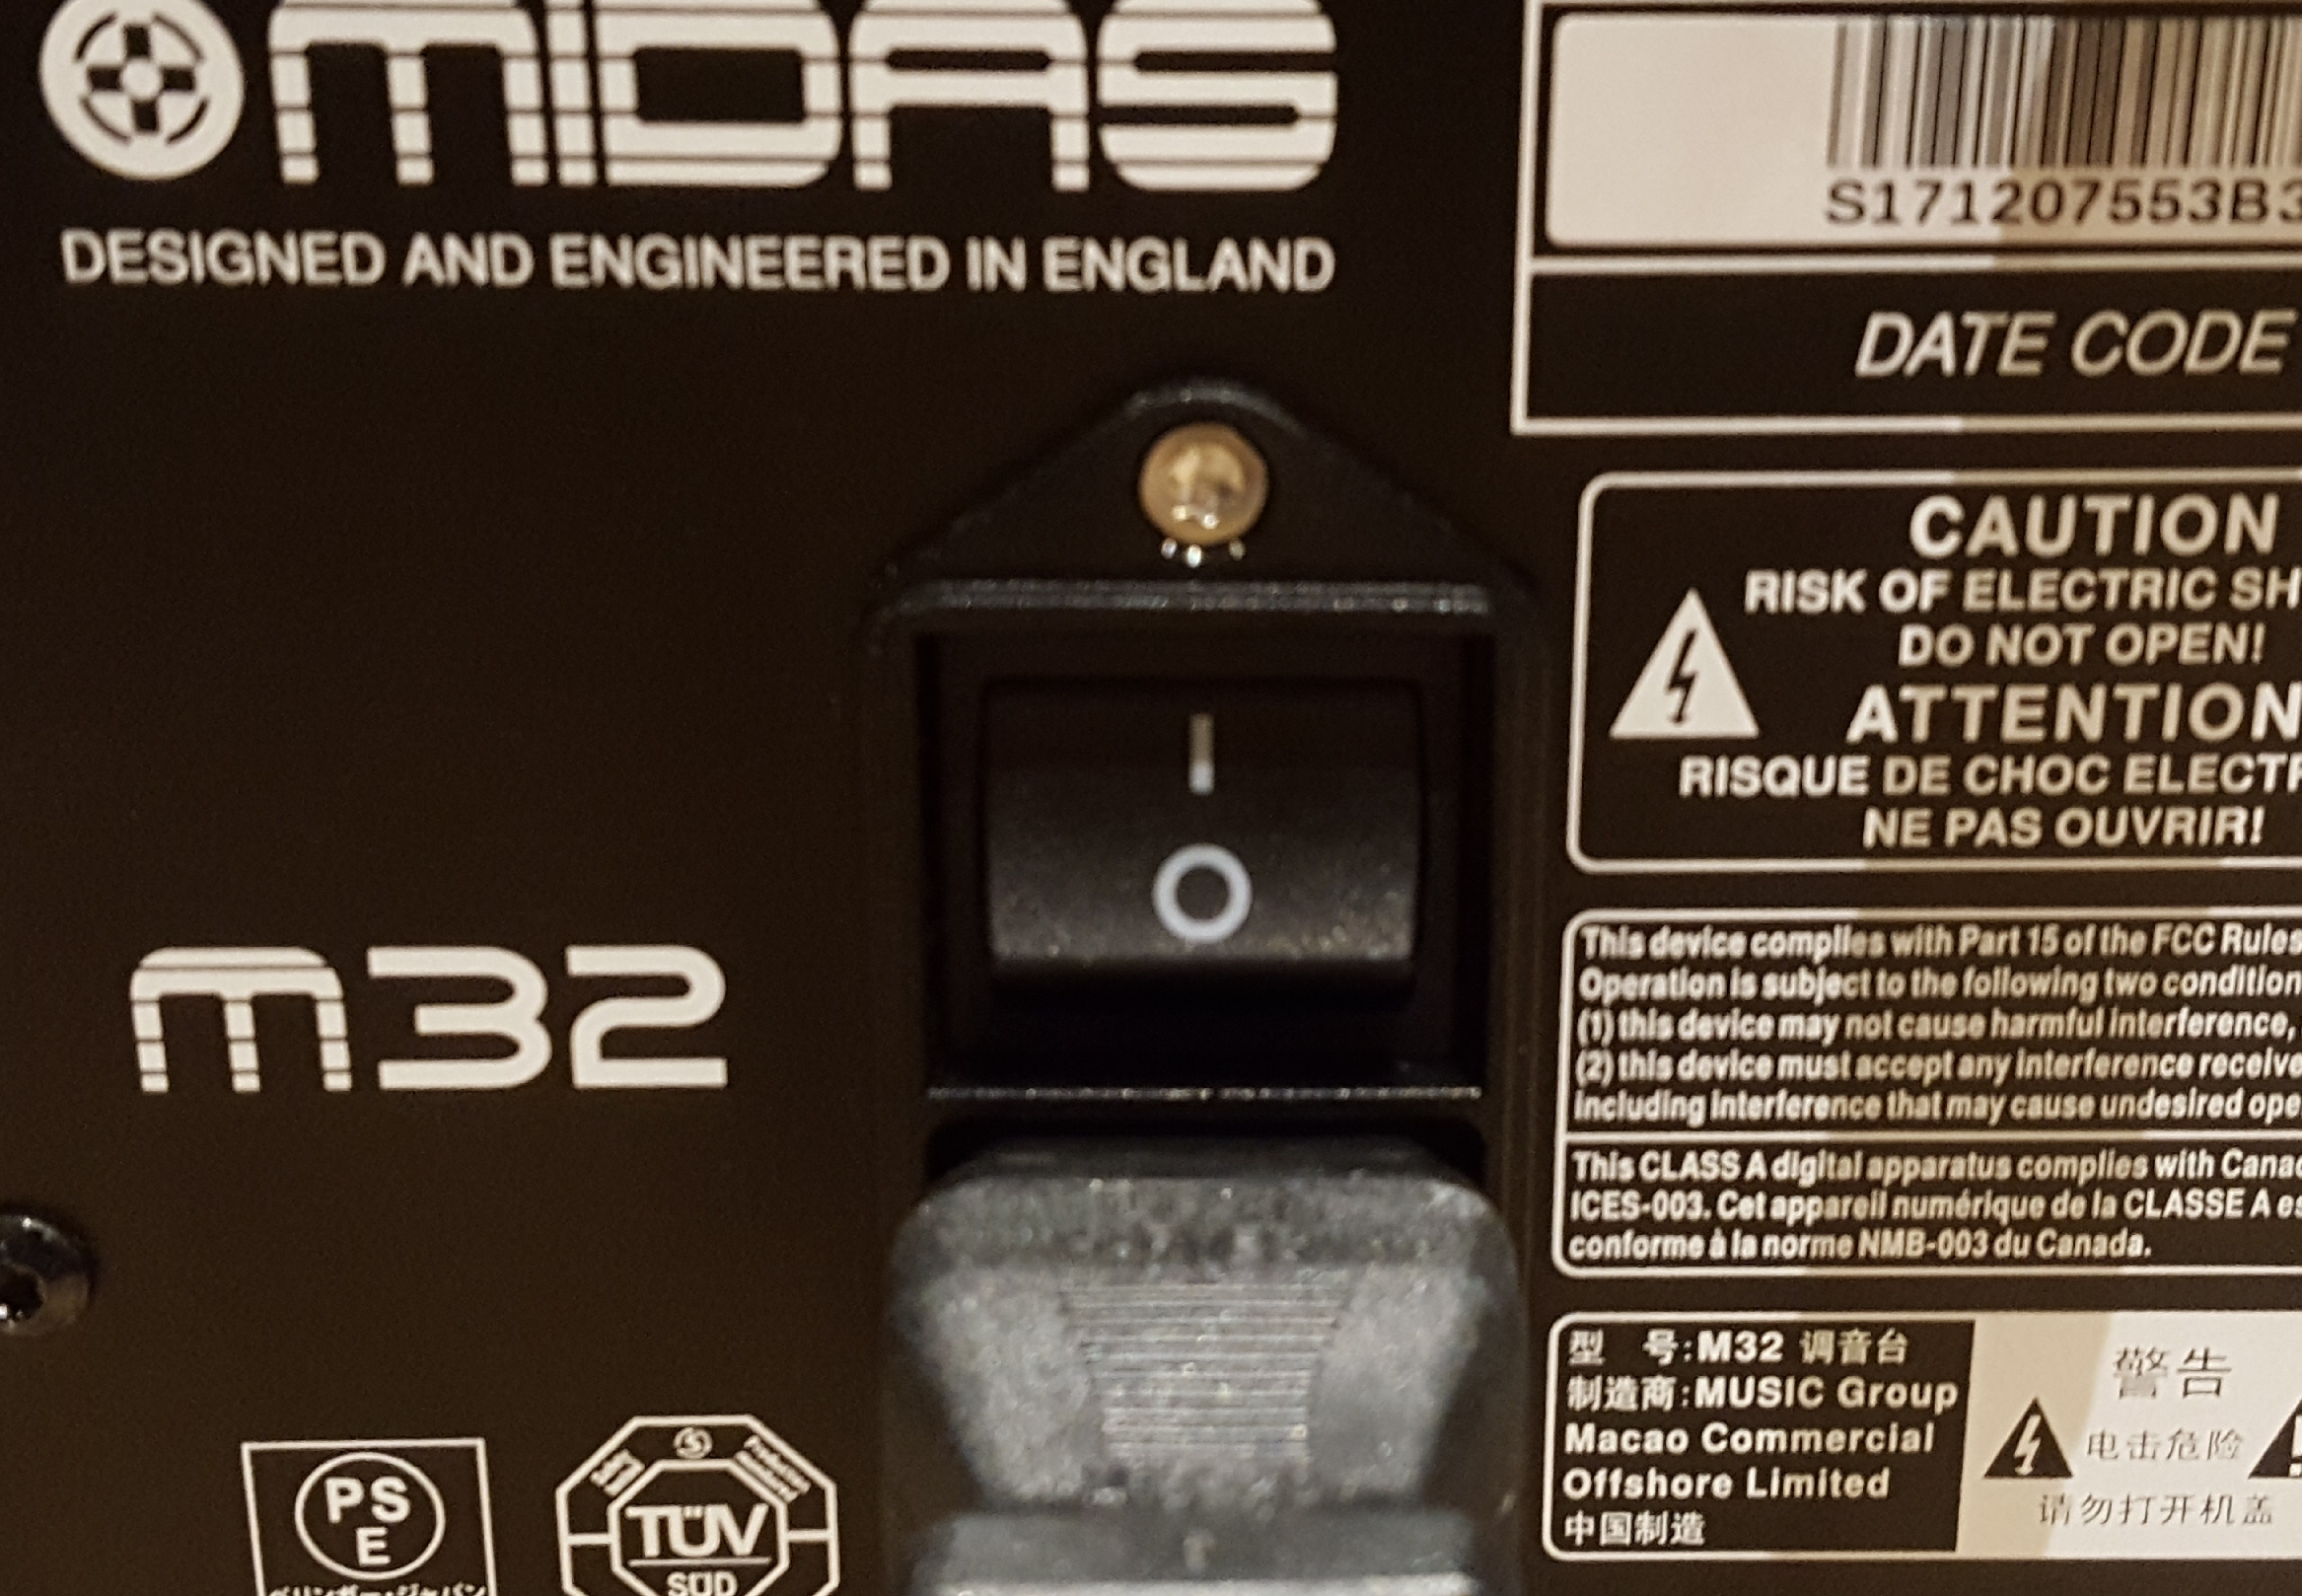 MIDAS
DESIGNED AND ENGINEERED IN ENGLAND
S171207553B3
DATE CODE
CAUTION
RISK OF ELECTRIC
DO NOT OPEN!
ATTENTION
RISQUE DE CHOC
NE PAS OUVRIR!
This device complies with Part 15 of the FCC Rules
Operation is subject to the following two
(1) this device may not cause harmful interference,
(2) this device must accept any interference
including interference that may cause undesired
This CLASS A digital apparatus complies with
ICES-003. Cet appareil numérique de la CLASSE A
conforme à la norme NMB-003 du Canada.
M32
型 号:M32 调音台
制造商:MUSIC Group
Macao Commercial
Offshore Limited
中国制造
警告
电击危险
请勿打开机盖
I
O
PS
E
TÜV
SÜD